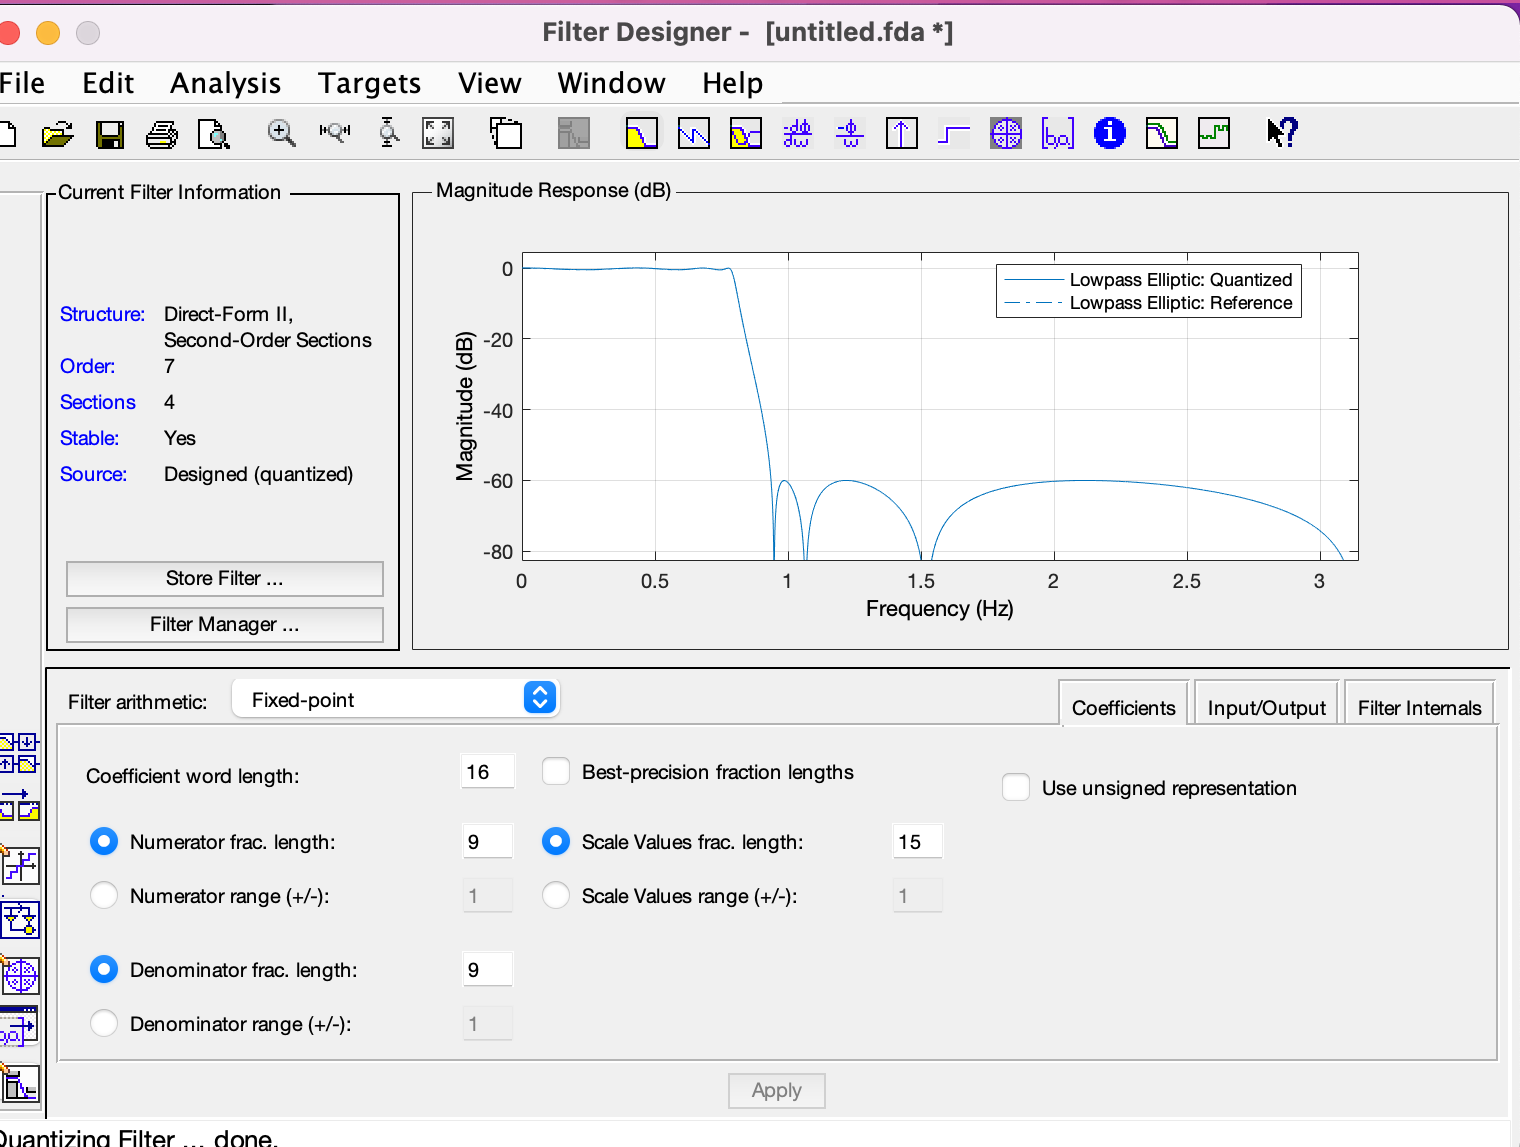 Filter Designer - [untitled.fda *]
File Edit Analysis Targets View Window Help
Current Filter Information
Structure: Direct-Form II,
Second-Order Sections
Order: 7
Sections 4
Stable: Yes
Source: Designed (quantized)
Store Filter ...
Filter Manager ...
Magnitude Response (dB)
Lowpass Elliptic: Quantized
Lowpass Elliptic: Reference
Magnitude (dB)
0
-20
-40
-60
-80
0 0.5 1 1.5 2 2.5 3
Frequency (Hz)
Filter arithmetic: Fixed-point
Coefficients Input/Output Filter Internals
Coefficient word length: 16 Best-precision fraction lengths
Use unsigned representation
Numerator frac. length: 9 Scale Values frac. length: 15
Numerator range (+/-): 1 Scale Values range (+/-): 1
Denominator frac. length: 9
Denominator range (+/-): 1
Apply
Quantizing Filter ... done.